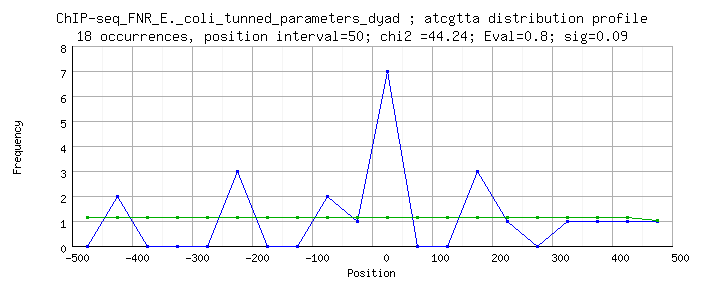 ChIP-seq_FNR_E._coli_tunned_parameters_dyad ; atcgtta distribution profile
18 occurrences, position interval=50; chi2 =44.24; Eval=0.8; sig=0.09
8
7
6
5
4
3
2
1
0
Frequency
-500 -400 -300 -200 -100 0 100 200 300 400 500
Position